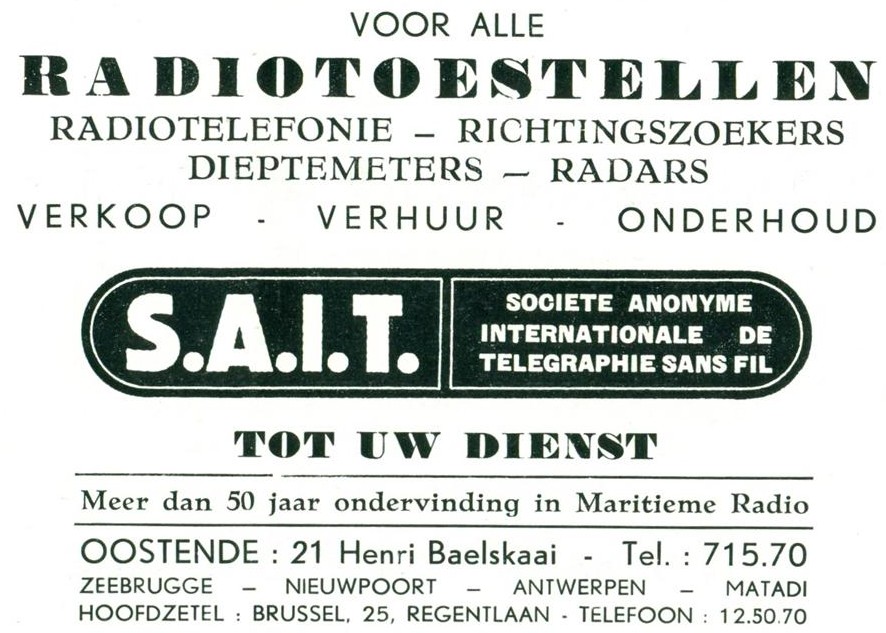 VOOR ALLE
RADIOTOESTELLEN
RADIOTELEFONIE – RICHTINGSZOEKERS
DIEPTEMETERS – RADARS
VERKOOP - VERHUUR - ONDERHOUD
S.A.I.T.
SOCIETE ANONYME
INTERNATIONALE DE
TELEGRAPHIE SANS FIL
TOT UW DIENST
Meer dan 50 jaar ondervinding in Maritieme Radio
OOSTENDE : 21 Henri Baelskaai - Tel. : 715.70
ZEEBRUGGE – NIEUWPOORT – ANTWERPEN – MATADI
HOOFDZETEL : BRUSSEL, 25, REGENTLAAN - TELEFOON : 12.50.70